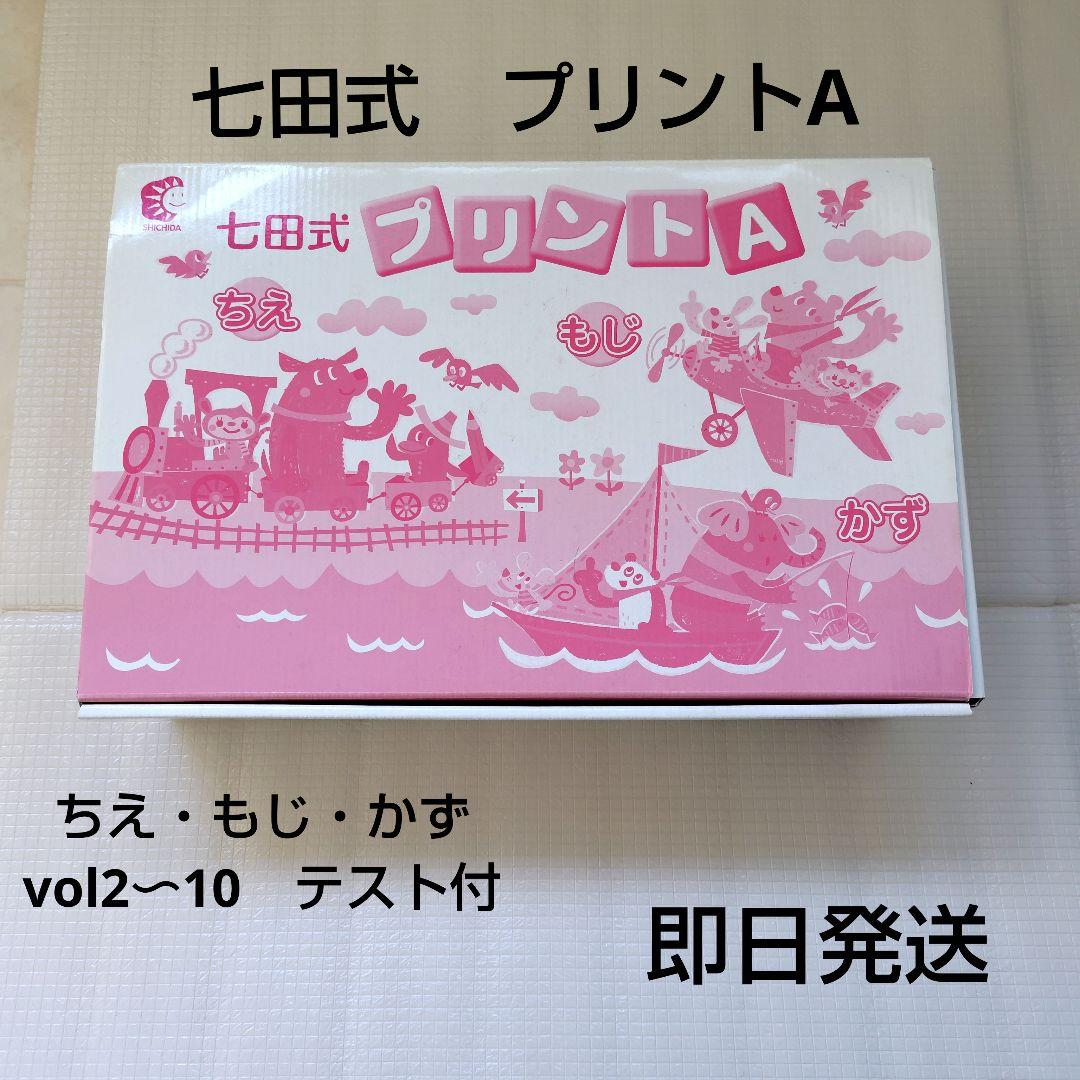 七田式　プリントA
SHICHIDA
七田式 プリントA
ちえ
もじ
かず
ちえ・もじ・かず
vol2〜10　テスト付
即日発送